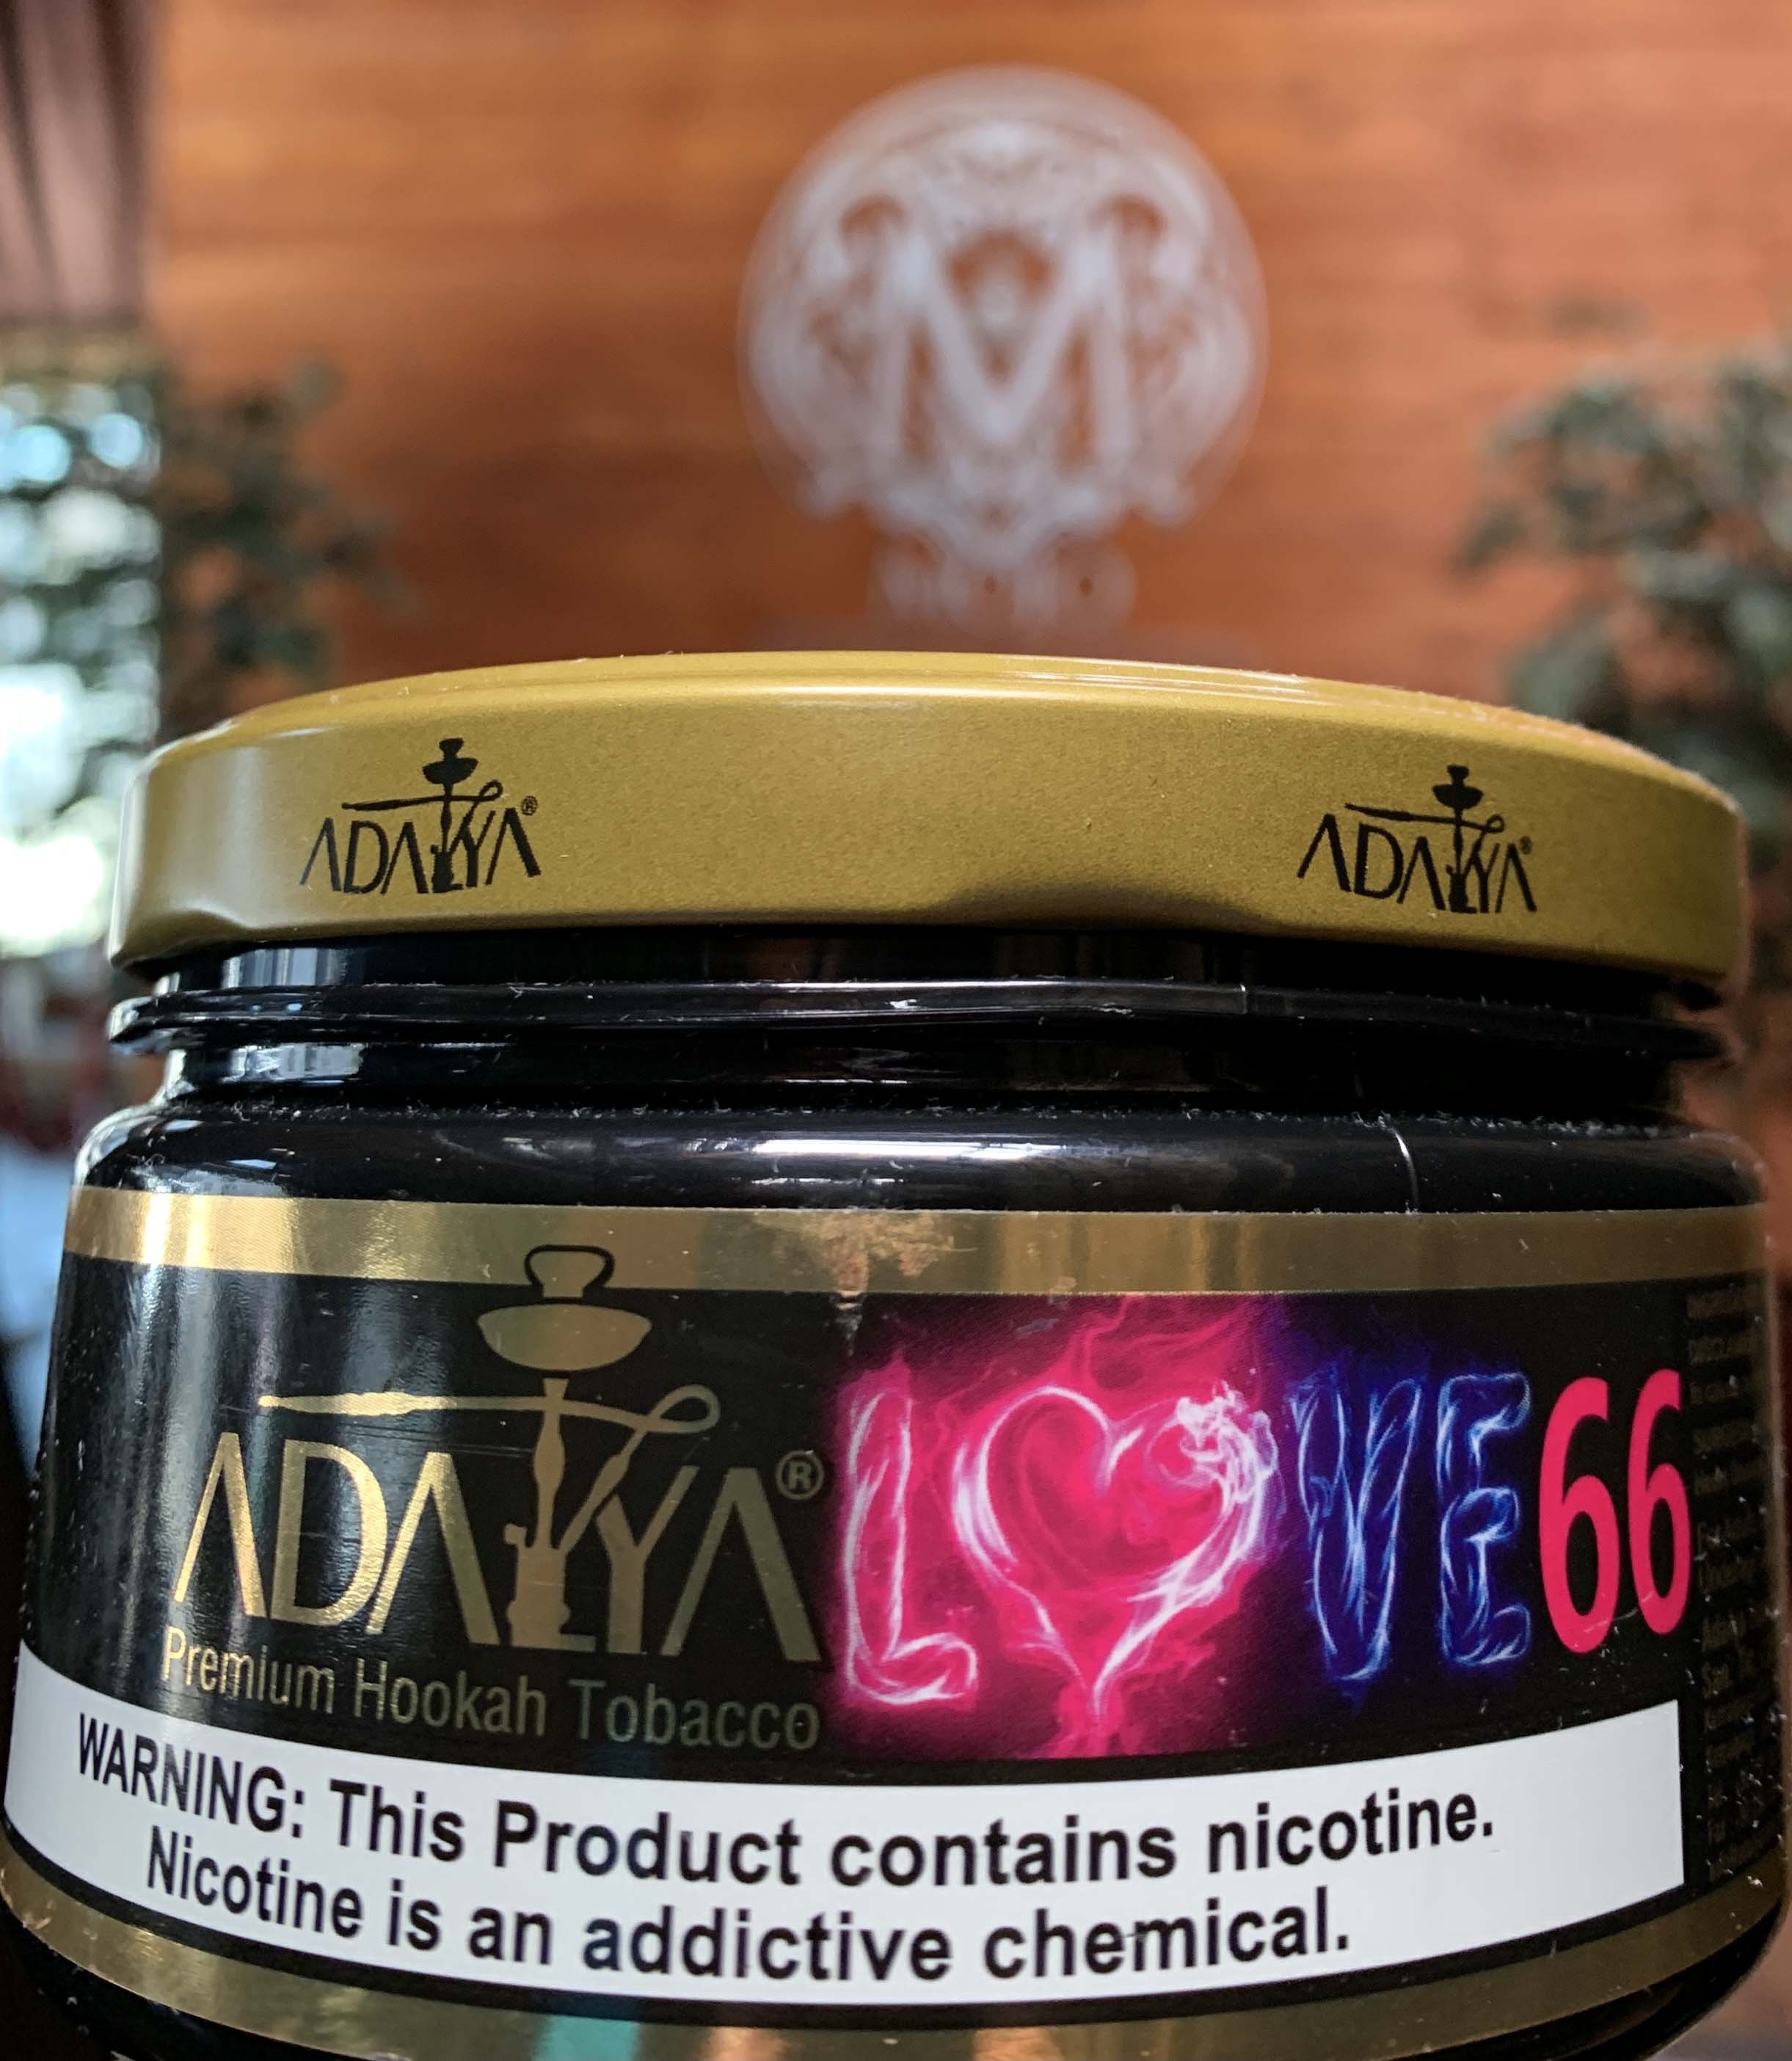 M
ADALYA®
ADALYA®
ADALYA®
Premium Hookah Tobacco
LOVE66
WARNING: This Product contains nicotine.
Nicotine is an addictive chemical.